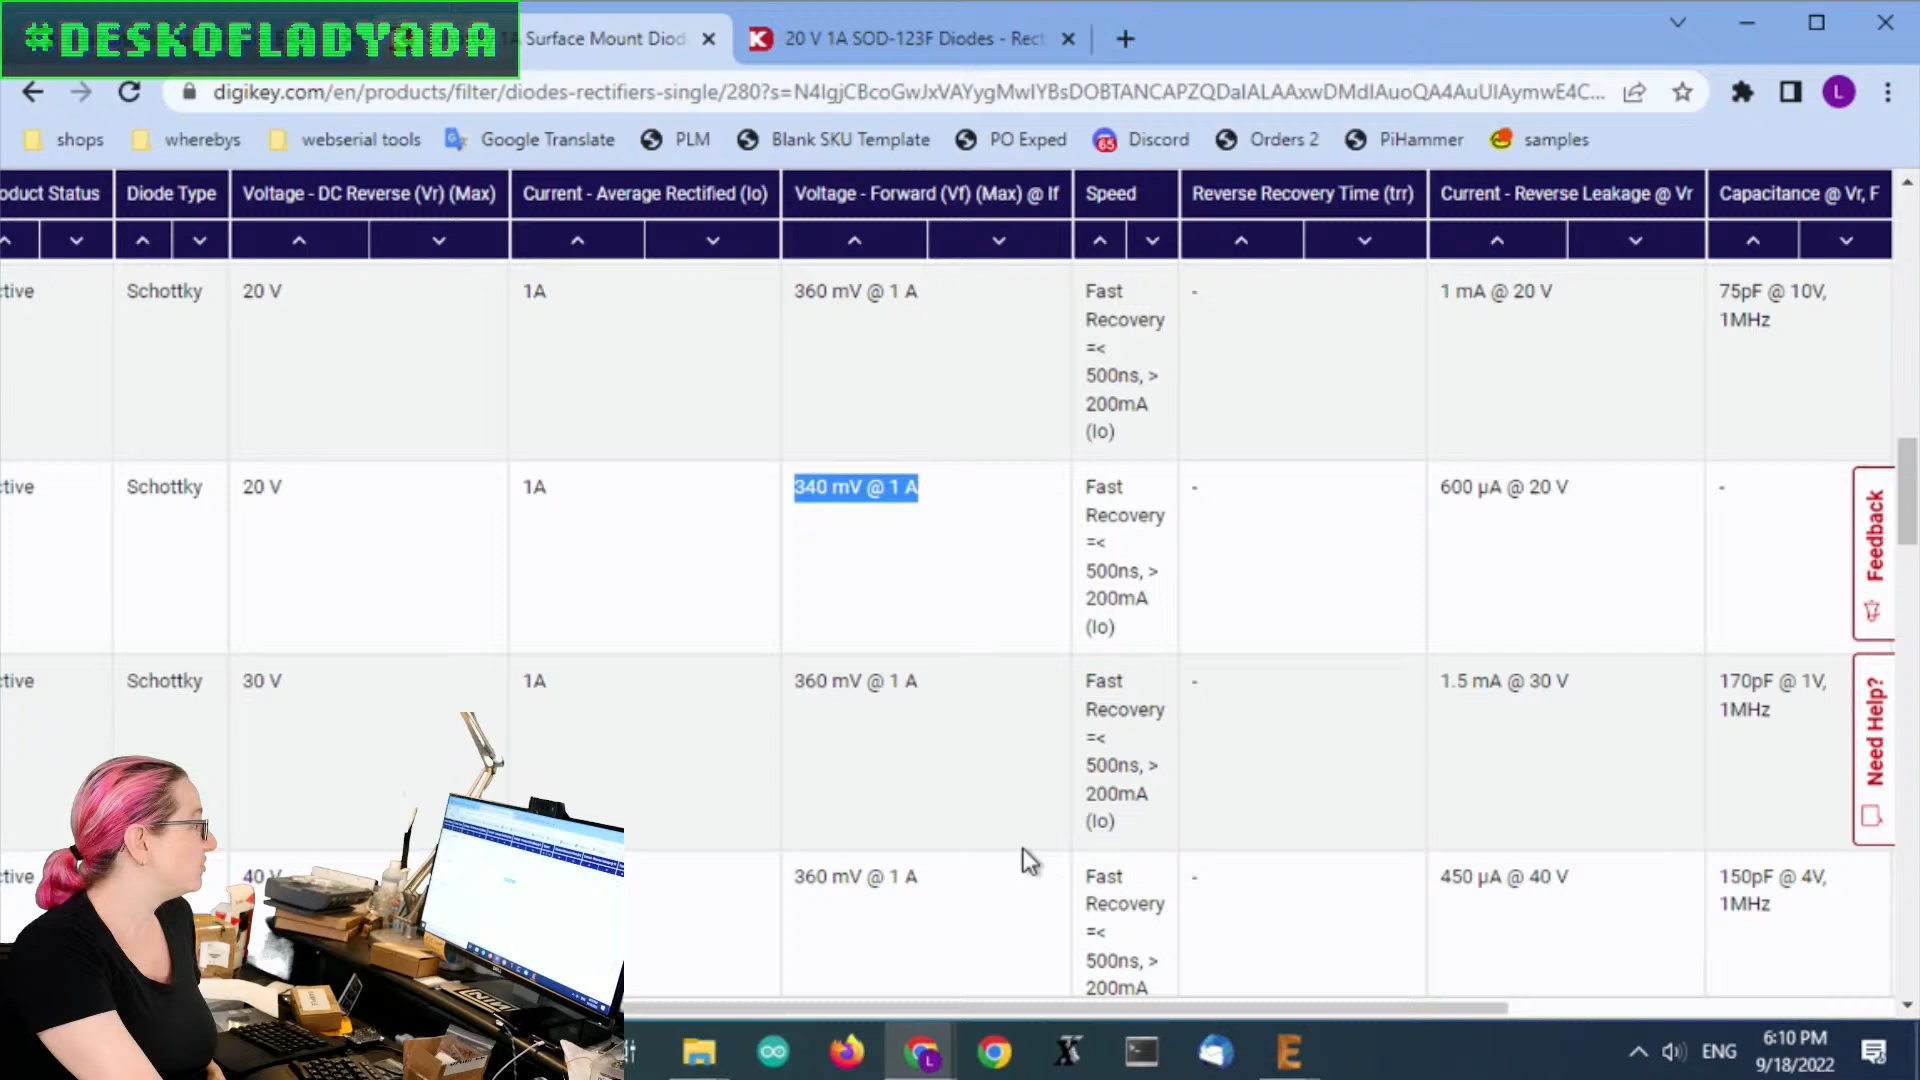 #DESKOFLADYADA
Surface Mount Diod
20 V 1A SOD-123F Diodes - Rect
digikey.com/en/products/filter/diodes-rectifiers-single/280?s=N4IgjCBcoGwJxVAYygMwIYBsDOBTANCAPZQDaIALAAxwDMdIAuoQA4AuUIAymwE4C...
L
shops
whereby s
webserial tools
Google Translate
PLM
Blank SKU Template
PO Exped
65
Discord
Orders 2
PiHammer
samples
oduct Status
Diode Type
Voltage - DC Reverse (Vr) (Max)
Current - Average Rectified (Io)
Voltage - Forward (Vf) (Max) @ If
Speed
Reverse Recovery Time (trr)
Current - Reverse Leakage @ Vr
Capacitance @ Vr, F
ctive
Schottky
20 V
1A
360 mV @ 1 A
Fast
Recovery
=<
500ns, >
200mA
(Io)
-
1 mA @ 20 V
75pF @ 10V,
1MHz
ctive
Schottky
20 V
1A
340 mV @ 1 A
Fast
Recovery
=<
500ns, >
200mA
(Io)
-
600 µA @ 20 V
-
ctive
Schottky
30 V
1A
360 mV @ 1 A
Fast
Recovery
=<
500ns, >
200mA
(Io)
-
1.5 mA @ 30 V
170pF @ 1V,
1MHz
ctive
40 V
360 mV @ 1 A
Fast
Recovery
=<
500ns, >
200mA
-
450 µA @ 40 V
150pF @ 4V,
1MHz
Feedback
Need Help?
ENG
6:10 PM
9/18/2022